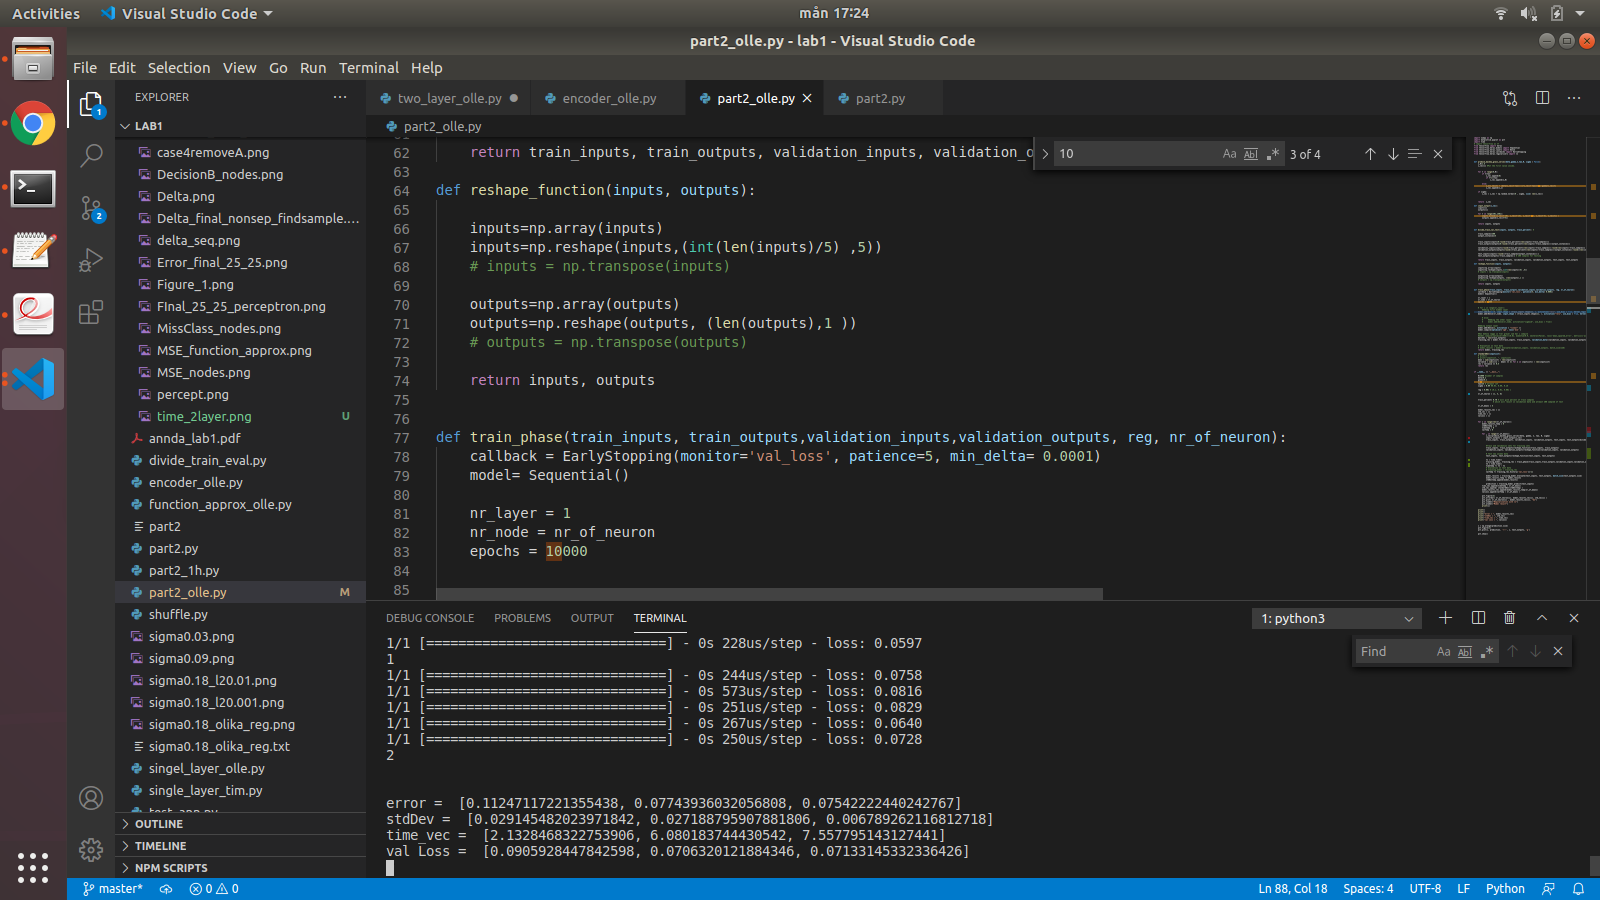 Activities
Visual Studio Code
mån 17:24
part2_olle.py - lab1 - Visual Studio Code
File Edit Selection View Go Run Terminal Help
EXPLORER
LAB1
case4removeA.png
DecisionB_nodes.png
Delta.png
Delta_final_nonsep_findsample....
delta_seq.png
Error_final_25_25.png
Figure_1.png
FInal_25_25_perceptron.png
MissClass_nodes.png
MSE_function_approx.png
MSE_nodes.png
percept.png
time_2layer.png U
annda_lab1.pdf
divide_train_eval.py
encoder_olle.py
function_approx_olle.py
part2
part2.py
part2_1h.py
part2_olle.py M
shuffle.py
sigma0.03.png
sigma0.09.png
sigma0.18_l20.01.png
sigma0.18_l20.001.png
sigma0.18_olika_reg.png
sigma0.18_olika_reg.txt
singel_layer_olle.py
single_layer_tim.py
OUTLINE
TIMELINE
NPM SCRIPTS
1
2
two_layer_olle.py encoder_olle.py part2_olle.py part2.py
part2_olle.py
10 Aa Abl .* 3 of 4
62 return train_inputs, train_outputs, validation_inputs, validation_o
63
64 def reshape_function(inputs, outputs):
65
66 inputs=np.array(inputs)
67 inputs=np.reshape(inputs,(int(len(inputs)/5) ,5))
68 # inputs = np.transpose(inputs)
69
70 outputs=np.array(outputs)
71 outputs=np.reshape(outputs, (len(outputs),1 ))
72 # outputs = np.transpose(outputs)
73
74 return inputs, outputs
75
76
77 def train_phase(train_inputs, train_outputs,validation_inputs,validation_outputs, reg, nr_of_neuron):
78 callback = EarlyStopping(monitor='val_loss', patience=5, min_delta= 0.0001)
79 model= Sequential()
80
81 nr_layer = 1
82 nr_node = nr_of_neuron
83 epochs = 10000
84
85
DEBUG CONSOLE PROBLEMS OUTPUT TERMINAL
1: python3
Find Aa Abl .*
1/1 [==============================] - 0s 228us/step - loss: 0.0597
1
1/1 [==============================] - 0s 244us/step - loss: 0.0758
1/1 [==============================] - 0s 573us/step - loss: 0.0816
1/1 [==============================] - 0s 251us/step - loss: 0.0829
1/1 [==============================] - 0s 267us/step - loss: 0.0640
1/1 [==============================] - 0s 250us/step - loss: 0.0728
2
error =  [0.11247117221355438, 0.07743936032056808, 0.07542222440242767]
stdDev =  [0.029145482023971842, 0.027188795907881806, 0.006789262116812718]
time_vec =  [2.1328468322753906, 6.080183744430542, 7.557795143127441]
val Loss =  [0.0905928447842598, 0.0706320121884346, 0.07133145332336426]
master* 0 0
Ln 88, Col 18 Spaces: 4 UTF-8 LF Python